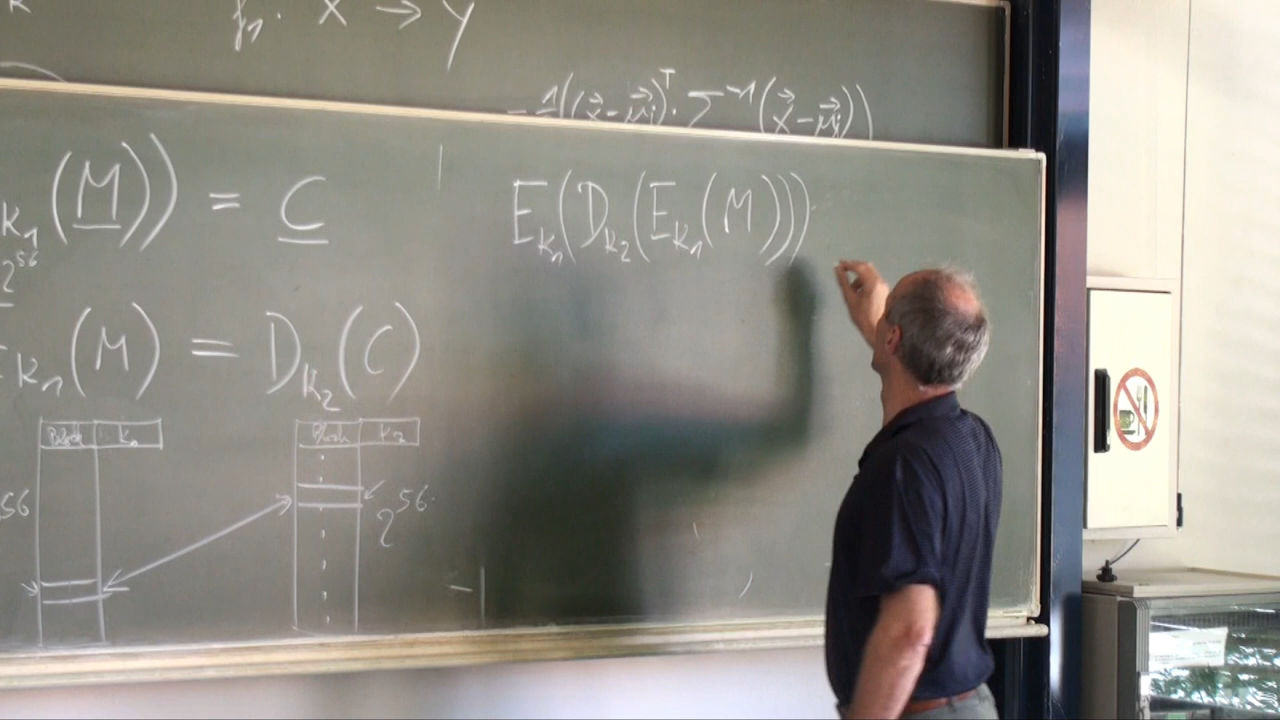 f₁: X → Y
-1((x⃗-μ⃗ᵢ)ᵀ· Σ⁻¹(x⃗-μ⃗ᵢ))
K₁(M)) = C
2⁵⁶
E_K₁(D_K₂(E_K₁(M)))
K₁(M) = D_K₂(C)
Block K₁
Block K₂
56
2⁵⁶